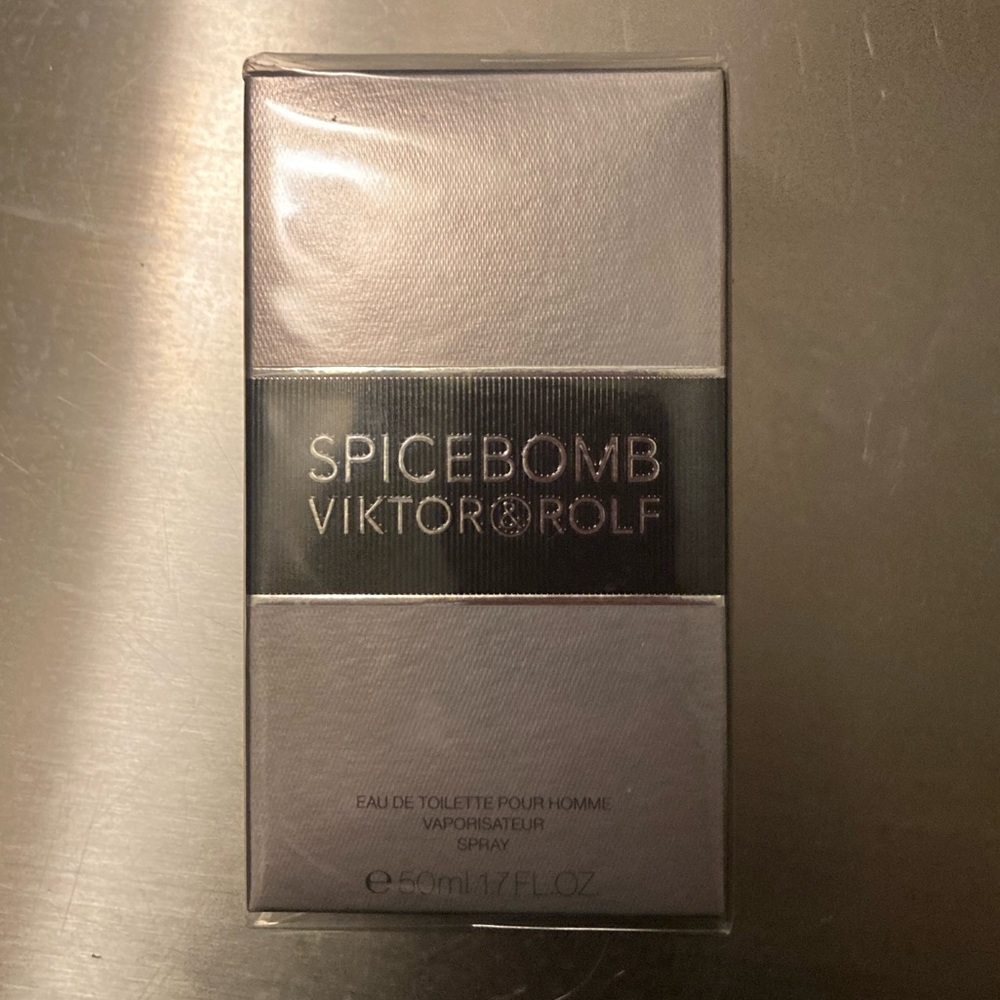 SPICEBOMB
VIKTOR&ROLF
EAU DE TOILETTE POUR HOMME
VAPORISATEUR
SPRAY
℮ 50ml 1.7 FL.OZ.